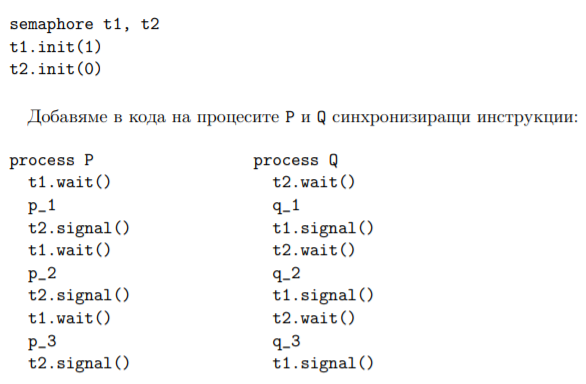 semaphore t1, t2
t1.init(1)
t2.init(0)
Добавяме в кода на процесите P и Q синхронизиращи инструкции:
process P process Q
t1.wait() t2.wait()
p_1 q_1
t2.signal() t1.signal()
t1.wait() t2.wait()
p_2 q_2
t2.signal() t1.signal()
t1.wait() t2.wait()
p_3 q_3
t2.signal() t1.signal()